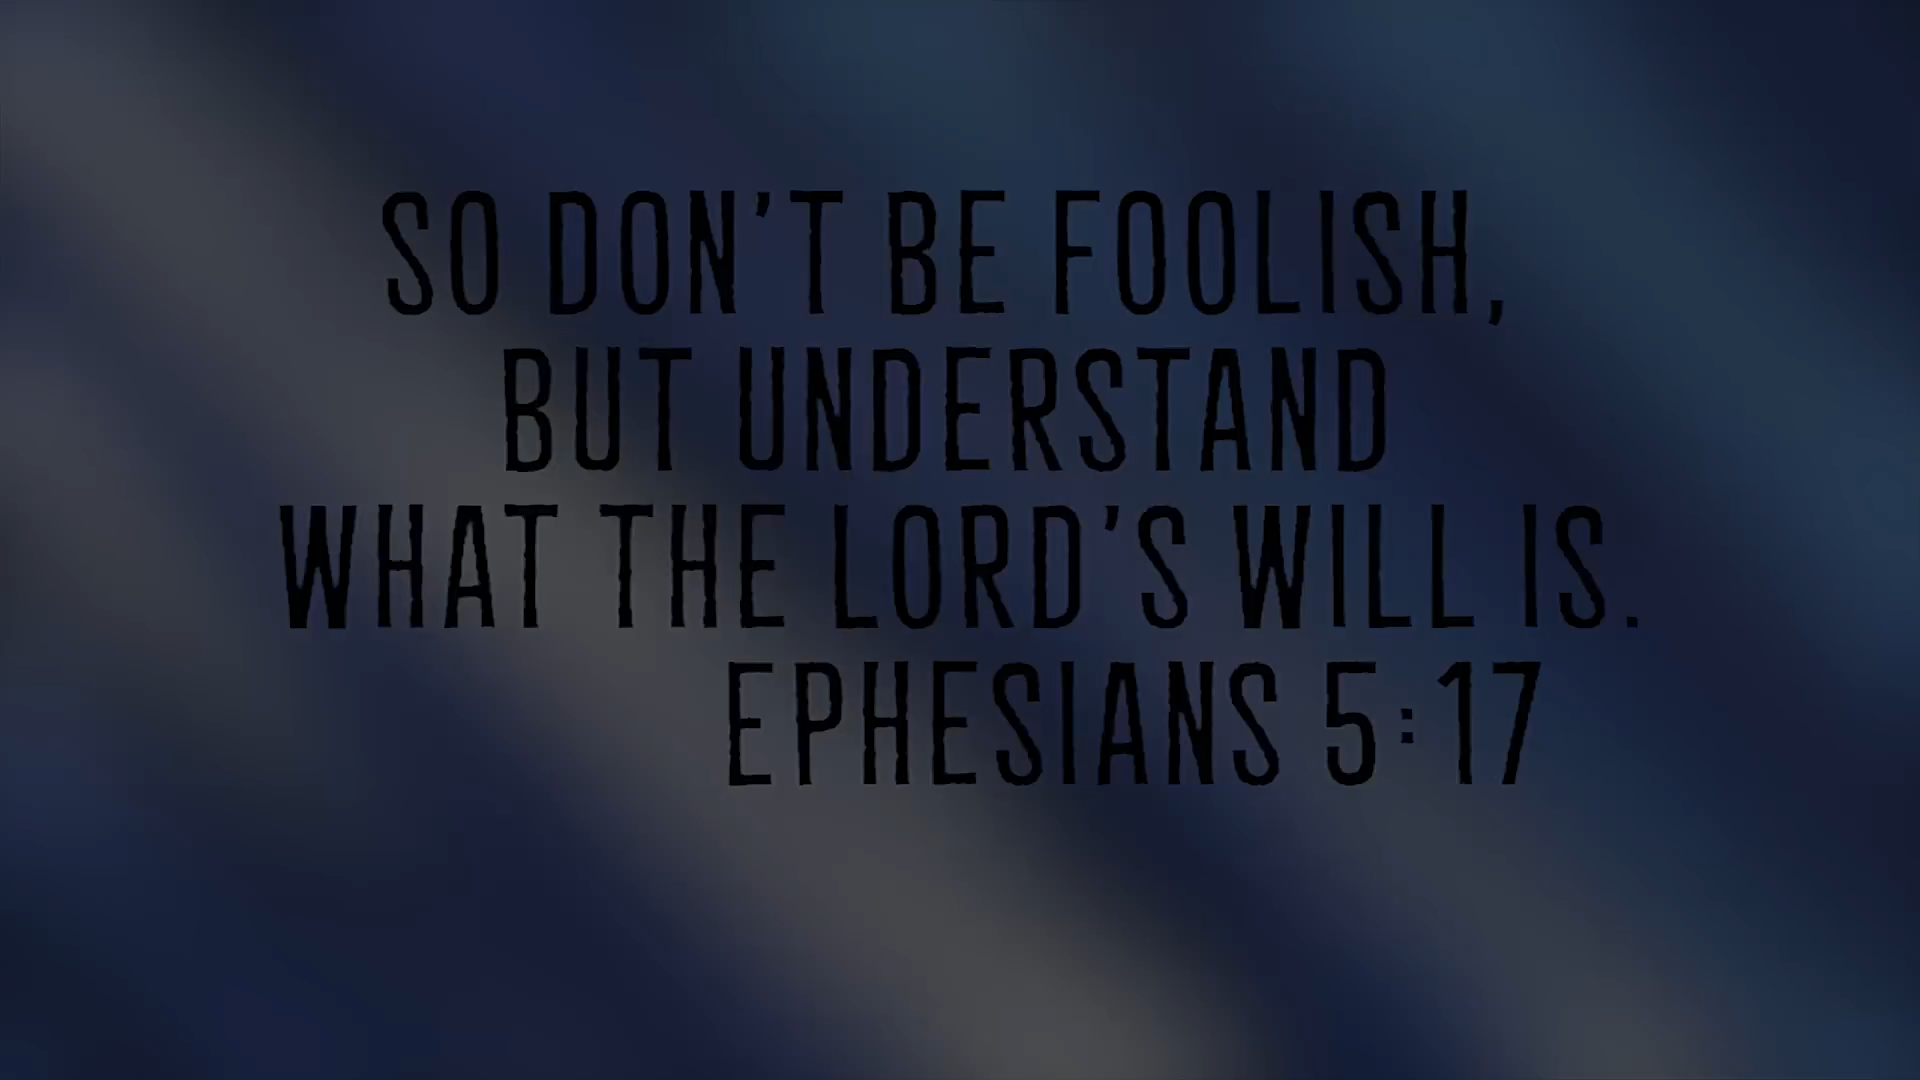 SO DON'T BE FOOLISH,
BUT UNDERSTAND
WHAT THE LORD'S WILL IS.
EPHESIANS 5:17